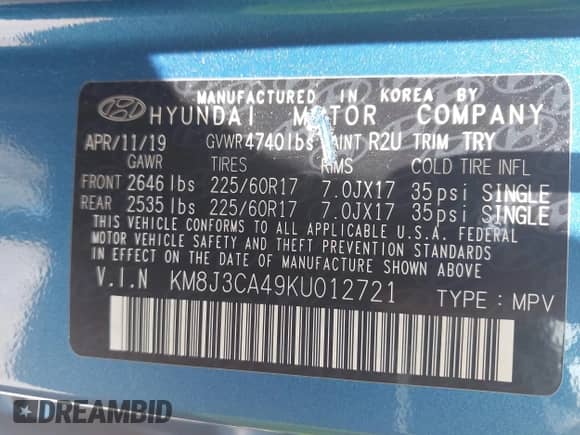 MANUFACTURED IN KOREA BY
HYUNDAI MOTOR COMPANY
APR/11/19 GVWR 4740lbs PAINT R2U TRIM TRY
GAWR TIRES RIMS COLD TIRE INFL
FRONT 2646 lbs 225/60R17 7.0JX17 35psi SINGLE
REAR 2535 lbs 225/60R17 7.0JX17 35psi SINGLE
THIS VEHICLE CONFORMS TO ALL APPLICABLE U.S.A. FEDERAL
MOTOR VEHICLE SAFETY AND THEFT PREVENTION STANDARDS
IN EFFECT ON THE DATE OF MANUFACTURE SHOWN ABOVE.
V.I.N KM8J3CA49KU012721 TYPE : MPV
DREAMBID